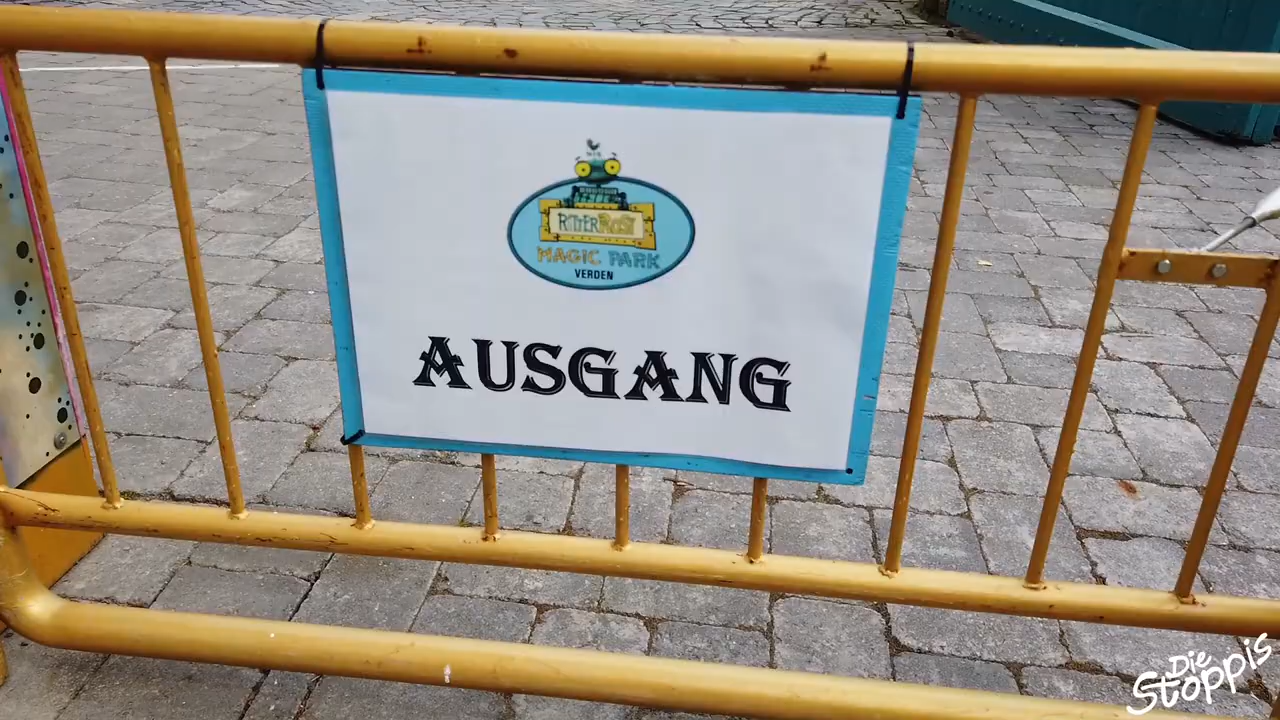 RITTER ROST
MAGIC PARK
VERDEN
AUSGANG
Die
Stoppis